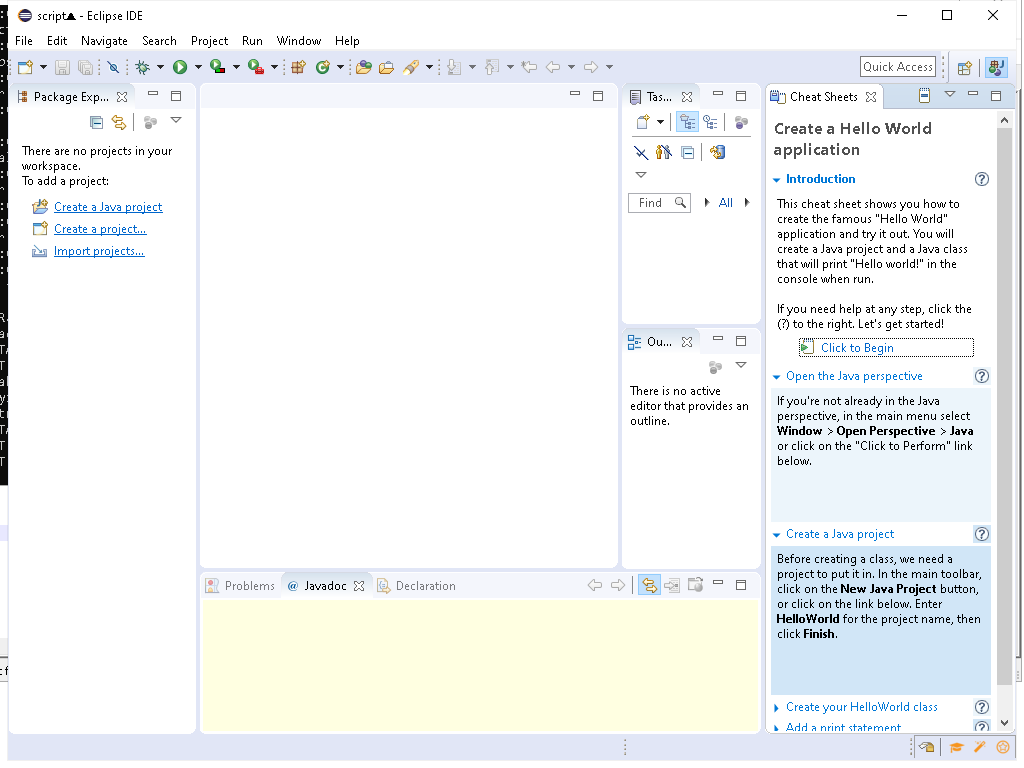 script▲ - Eclipse IDE
File Edit Navigate Search Project Run Window Help
Quick Access
Package Exp...
There are no projects in your
workspace.
To add a project:
Create a Java project
Create a project...
Import projects...
Tas...
Find
All
Ou...
There is no active
editor that provides an
outline.
Problems @ Javadoc Declaration
Cheat Sheets
Create a Hello World
application
Introduction
This cheat sheet shows you how to
create the famous "Hello World"
application and try it out. You will
create a Java project and a Java class
that will print "Hello world!" in the
console when run.
If you need help at any step, click the
(?) to the right. Let's get started!
Click to Begin
Open the Java perspective
If you're not already in the Java
perspective, in the main menu select
Window > Open Perspective > Java
or click on the "Click to Perform" link
below.
Create a Java project
Before creating a class, we need a
project to put it in. In the main toolbar,
click on the New Java Project button,
or click on the link below. Enter
HelloWorld for the project name, then
click Finish.
Create your HelloWorld class
Add a print statement